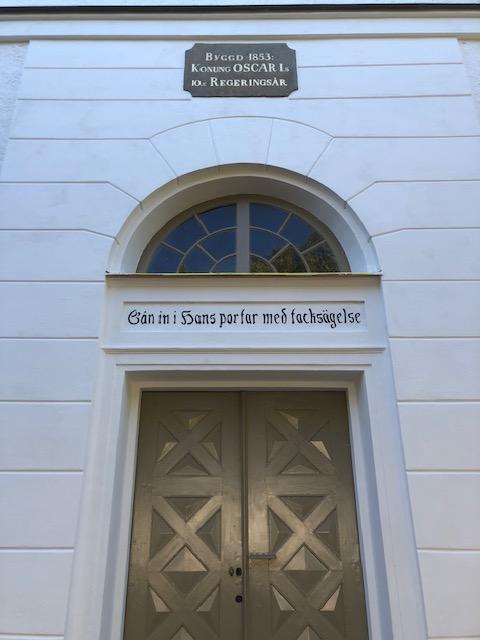 BYGGD 1853:
KONUNG OSCAR I:S
10:E REGERINGSÅR
Gån in i Hans portar med tacksägelse